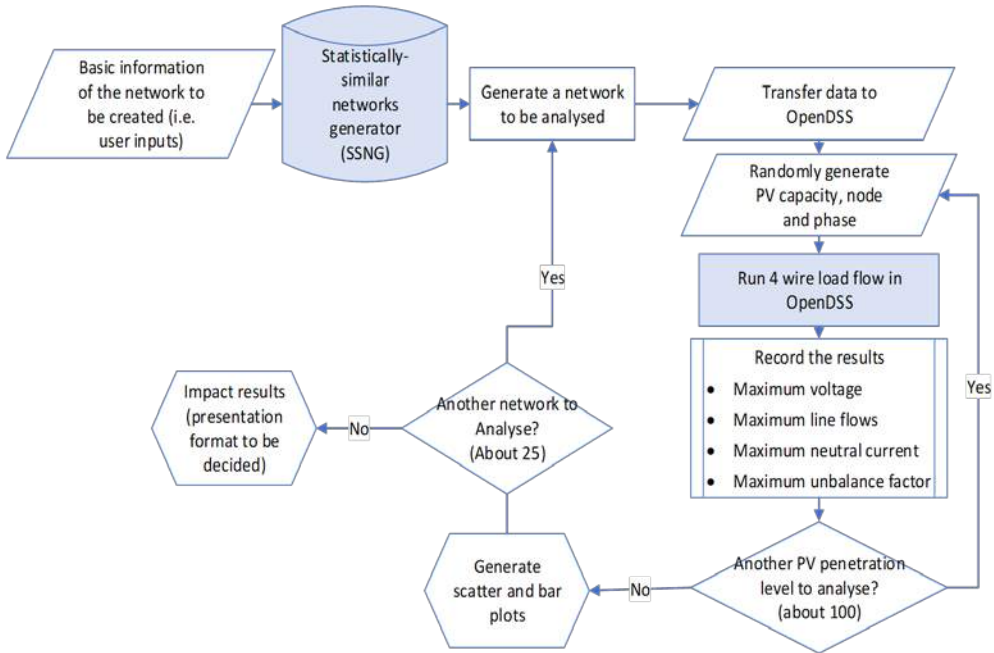 Basic information
of the network to
be created (i.e.
user inputs)
Statistically-
similar
networks
generator
(SSNG)
Generate a network
to be analysed
Transfer data to
OpenDSS
Randomly generate
PV capacity, node
and phase
Run 4 wire load flow in
OpenDSS
Record the results
• Maximum voltage
• Maximum line flows
• Maximum neutral current
• Maximum unbalance factor
Yes
Another PV penetration
level to analyse?
(about 100)
No
Generate
scatter and bar
plots
Another network to
Analyse?
(About 25)
Yes
No
Impact results
(presentation
format to be
decided)